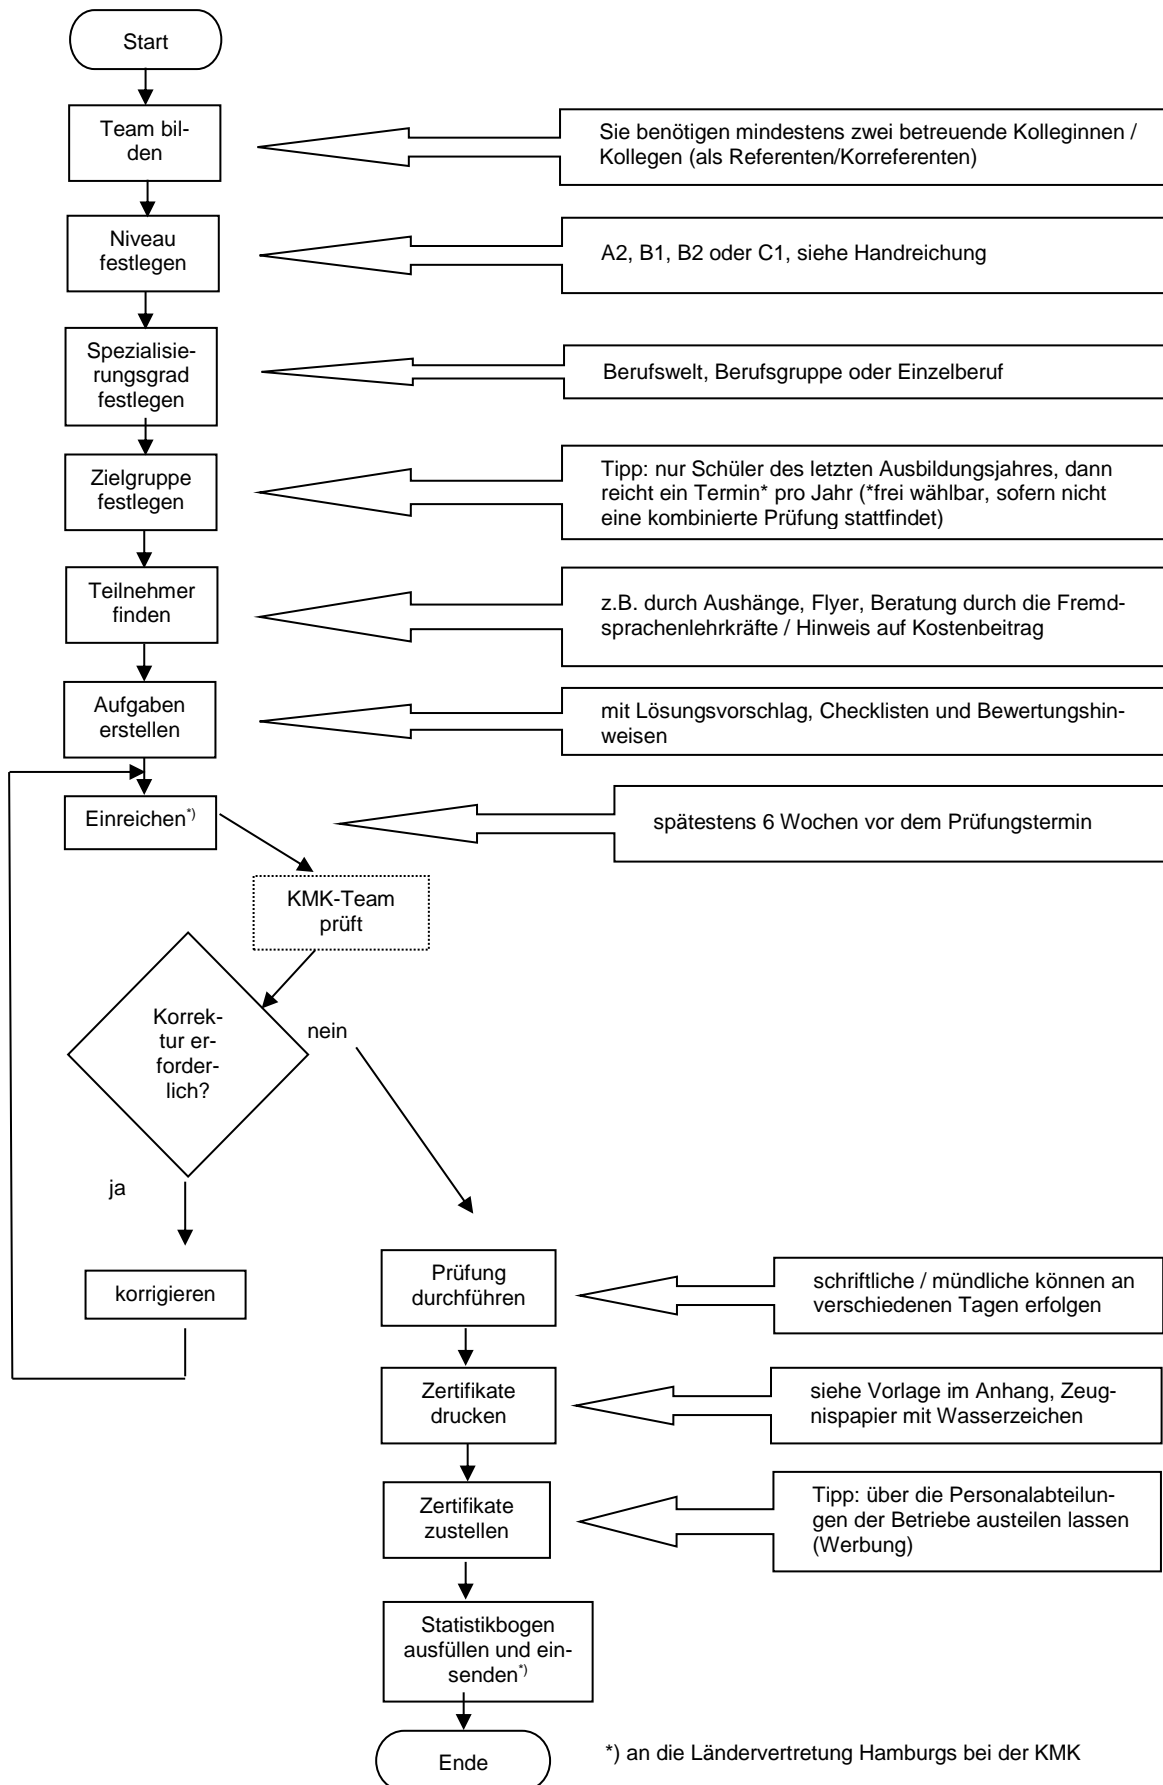 Start
Team bil-
den
Sie benötigen mindestens zwei betreuende Kolleginnen /
Kollegen (als Referenten/Korreferenten)
Niveau
festlegen
A2, B1, B2 oder C1, siehe Handreichung
Spezialisie-
rungsgrad
festlegen
Berufswelt, Berufsgruppe oder Einzelberuf
Zielgruppe
festlegen
Tipp: nur Schüler des letzten Ausbildungsjahres, dann
reicht ein Termin* pro Jahr (*frei wählbar, sofern nicht
eine kombinierte Prüfung stattfindet)
Teilnehmer
finden
z.B. durch Aushänge, Flyer, Beratung durch die Fremd-
sprachenlehrkräfte / Hinweis auf Kostenbeitrag
Aufgaben
erstellen
mit Lösungsvorschlag, Checklisten und Bewertungshin-
weisen
Einreichen*)
spätestens 6 Wochen vor dem Prüfungstermin
KMK-Team
prüft
Korrek-
tur er-
forder-
lich?
nein
ja
korrigieren
Prüfung
durchführen
schriftliche / mündliche können an
verschiedenen Tagen erfolgen
Zertifikate
drucken
siehe Vorlage im Anhang, Zeug-
nispapier mit Wasserzeichen
Zertifikate
zustellen
Tipp: über die Personalabteilun-
gen der Betriebe austeilen lassen
(Werbung)
Statistikbogen
ausfüllen und ein-
senden*)
Ende
*) an die Ländervertretung Hamburgs bei der KMK